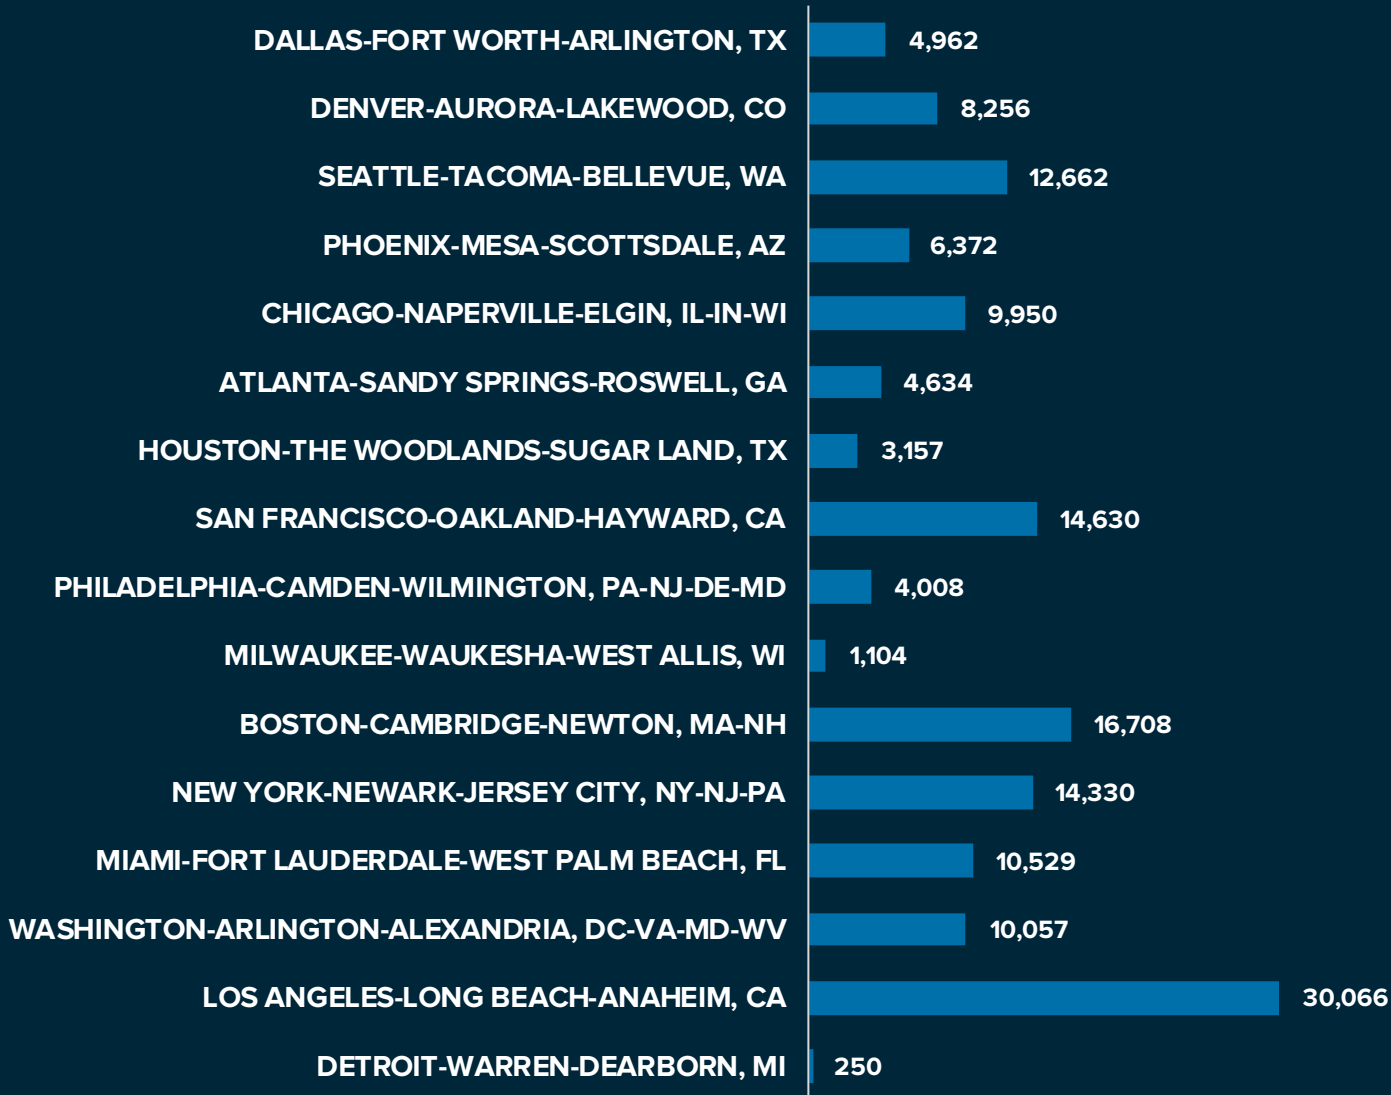 DALLAS-FORT WORTH-ARLINGTON, TX 4,962
DENVER-AURORA-LAKEWOOD, CO 8,256
SEATTLE-TACOMA-BELLEVUE, WA 12,662
PHOENIX-MESA-SCOTTSDALE, AZ 6,372
CHICAGO-NAPERVILLE-ELGIN, IL-IN-WI 9,950
ATLANTA-SANDY SPRINGS-ROSWELL, GA 4,634
HOUSTON-THE WOODLANDS-SUGAR LAND, TX 3,157
SAN FRANCISCO-OAKLAND-HAYWARD, CA 14,630
PHILADELPHIA-CAMDEN-WILMINGTON, PA-NJ-DE-MD 4,008
MILWAUKEE-WAUKESHA-WEST ALLIS, WI 1,104
BOSTON-CAMBRIDGE-NEWTON, MA-NH 16,708
NEW YORK-NEWARK-JERSEY CITY, NY-NJ-PA 14,330
MIAMI-FORT LAUDERDALE-WEST PALM BEACH, FL 10,529
WASHINGTON-ARLINGTON-ALEXANDRIA, DC-VA-MD-WV 10,057
LOS ANGELES-LONG BEACH-ANAHEIM, CA 30,066
DETROIT-WARREN-DEARBORN, MI 250